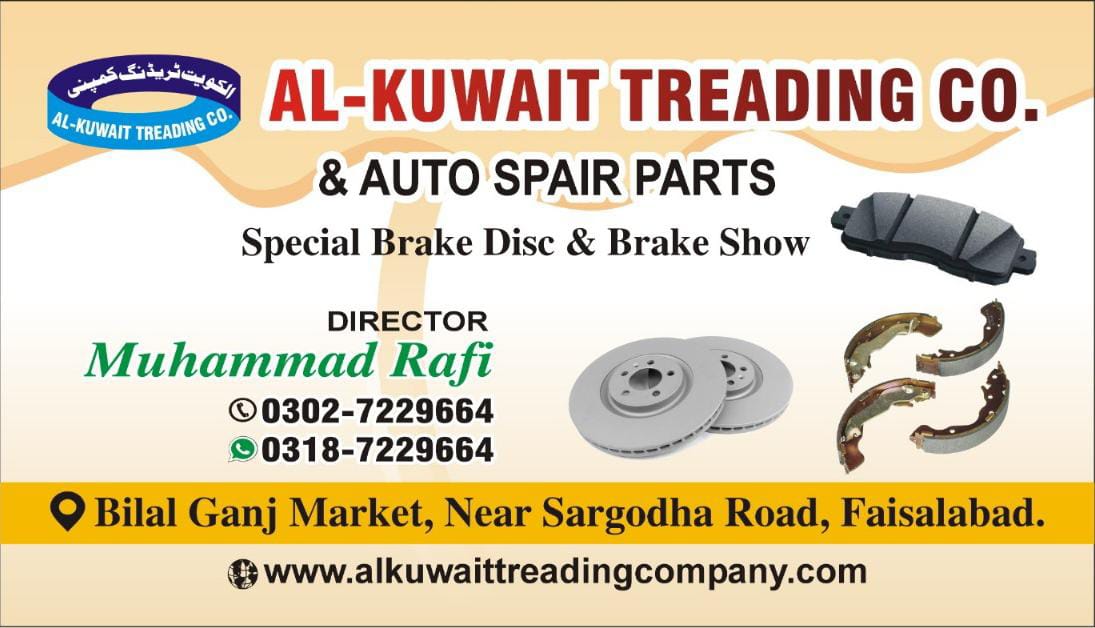 الکویت ٹریڈنگ کمپنی
AL-KUWAIT TREADING CO.
AL-KUWAIT TREADING CO.
& AUTO SPAIR PARTS
Special Brake Disc & Brake Show
DIRECTOR
Muhammad Rafi
0302-7229664
0318-7229664
Bilal Ganj Market, Near Sargodha Road, Faisalabad.
www.alkuwaittreadingcompany.com